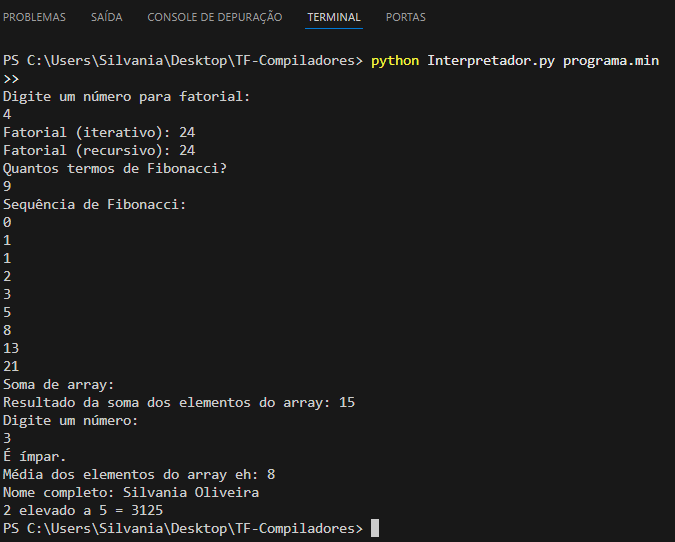 PROBLEMAS SAÍDA CONSOLE DE DEPURAÇÃO TERMINAL PORTAS
PS C:\Users\Silvania\Desktop\TF-Compiladores> python Interpretador.py programa.min
>>
Digite um número para fatorial:
4
Fatorial (iterativo): 24
Fatorial (recursivo): 24
Quantos termos de Fibonacci?
9
Sequência de Fibonacci:
0
1
1
2
3
5
8
13
21
Soma de array:
Resultado da soma dos elementos do array: 15
Digite um número:
3
É ímpar.
Média dos elementos do array eh: 8
Nome completo: Silvania Oliveira
2 elevado a 5 = 3125
PS C:\Users\Silvania\Desktop\TF-Compiladores>